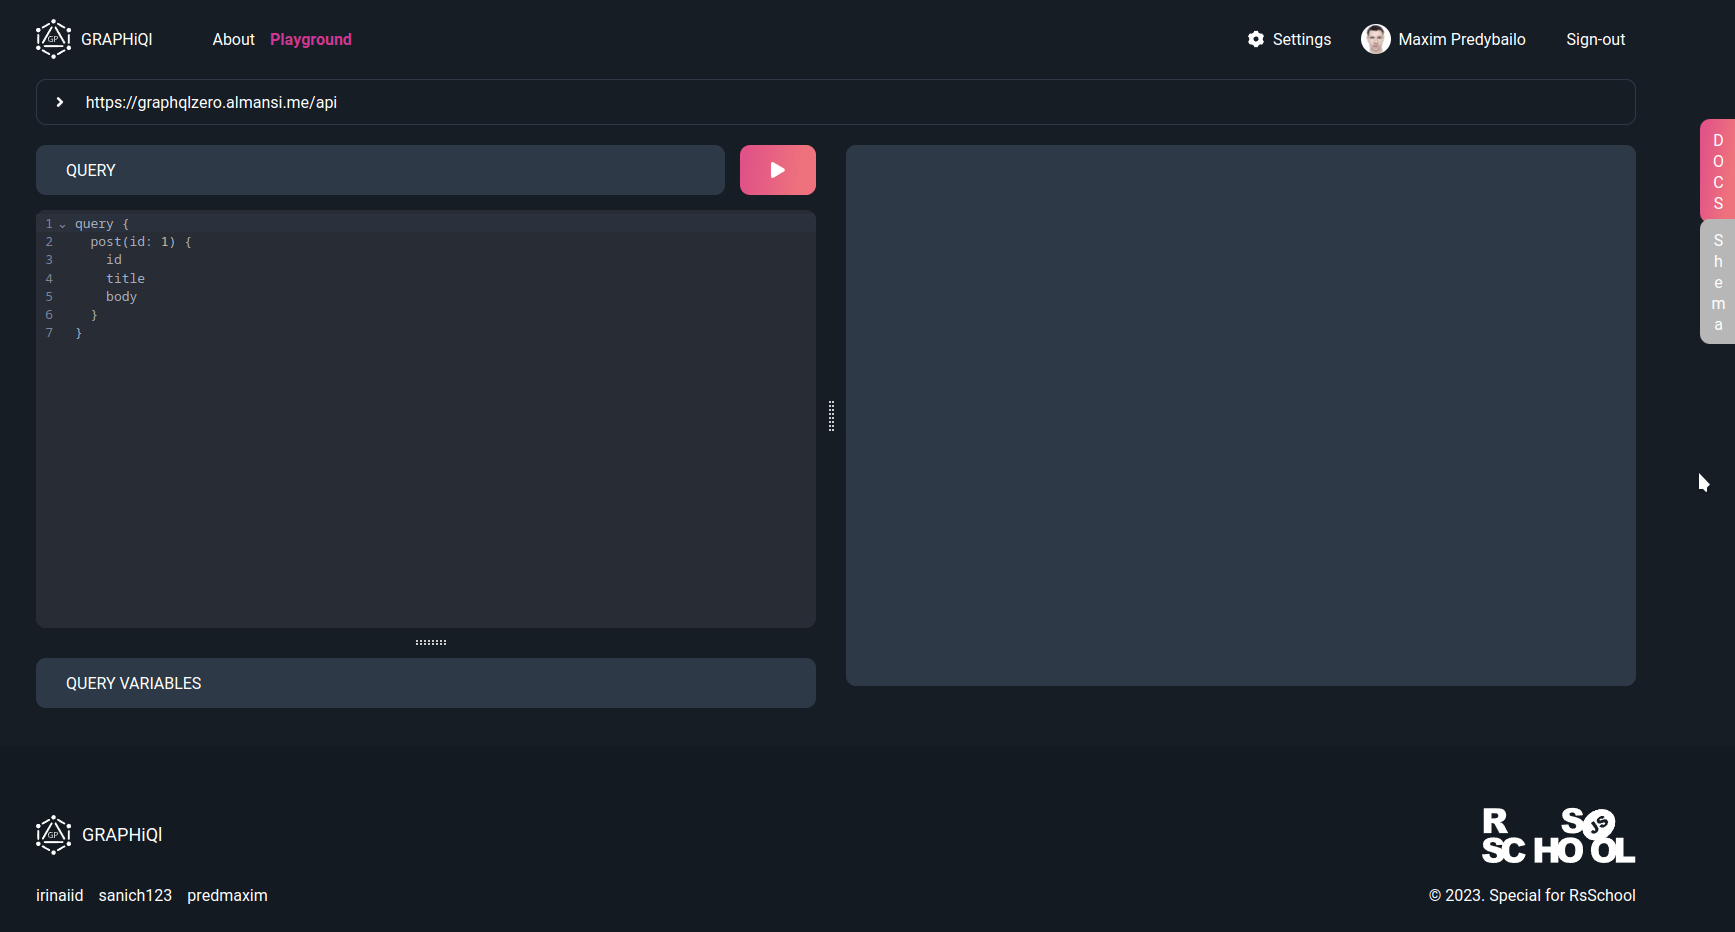 GP GRAPHiQl About Playground Settings Maxim Predybailo Sign-out
https://graphqlzero.almansi.me/api
QUERY
1 query {
2 post(id: 1) {
3 id
4 title
5 body
6 }
7 }
QUERY VARIABLES
DOCS
Shema
GP GRAPHiQl
irinaiid sanich123 predmaxim
R S JS
SCHOOL
© 2023. Special for RsSchool